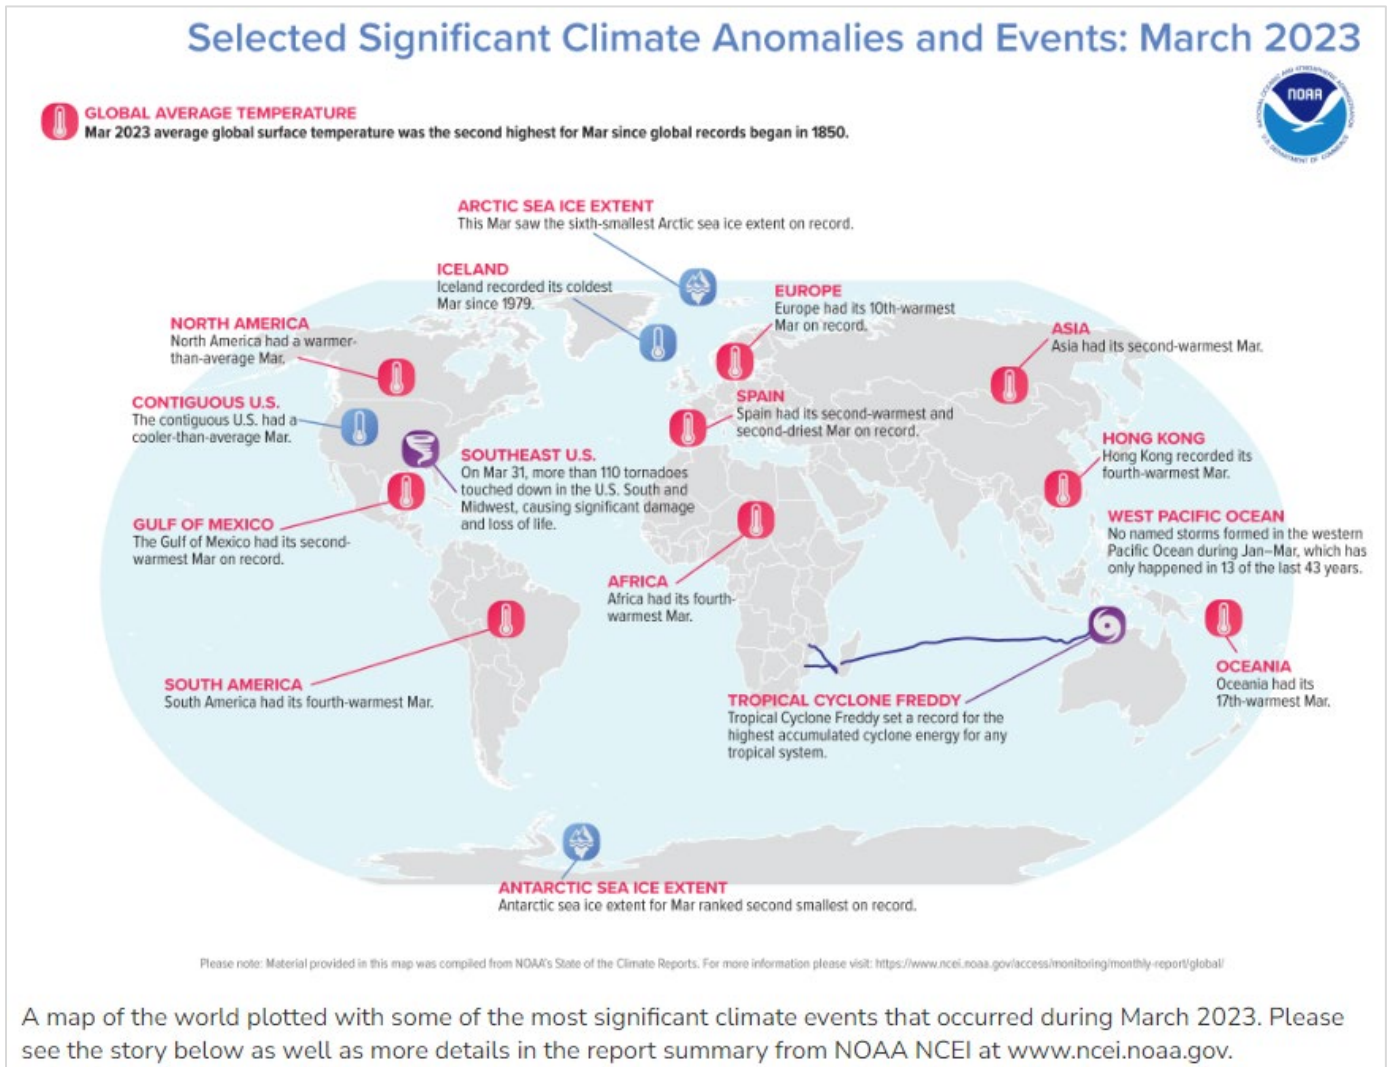 Selected Significant Climate Anomalies and Events: March 2023
NOAA
NATIONAL OCEANIC AND ATMOSPHERIC ADMINISTRATION
U.S. DEPARTMENT OF COMMERCE
GLOBAL AVERAGE TEMPERATURE
Mar 2023 average global surface temperature was the second highest for Mar since global records began in 1850.
ARCTIC SEA ICE EXTENT
This Mar saw the sixth-smallest Arctic sea ice extent on record.
ICELAND
Iceland recorded its coldest
Mar since 1979.
EUROPE
Europe had its 10th-warmest
Mar on record.
NORTH AMERICA
North America had a warmer-
than-average Mar.
ASIA
Asia had its second-warmest Mar.
CONTIGUOUS U.S.
The contiguous U.S. had a
cooler-than-average Mar.
SPAIN
Spain had its second-warmest and
second-driest Mar on record.
HONG KONG
Hong Kong recorded its
fourth-warmest Mar.
SOUTHEAST U.S.
On Mar 31, more than 110 tornadoes
touched down in the U.S. South and
Midwest, causing significant damage
and loss of life.
GULF OF MEXICO
The Gulf of Mexico had its second-
warmest Mar on record.
WEST PACIFIC OCEAN
No named storms formed in the western
Pacific Ocean during Jan–Mar, which has
only happened in 13 of the last 43 years.
AFRICA
Africa had its fourth-
warmest Mar.
SOUTH AMERICA
South America had its fourth-warmest Mar.
OCEANIA
Oceania had its
17th-warmest Mar.
TROPICAL CYCLONE FREDDY
Tropical Cyclone Freddy set a record for the
highest accumulated cyclone energy for any
tropical system.
ANTARCTIC SEA ICE EXTENT
Antarctic sea ice extent for Mar ranked second smallest on record.
Please note: Material provided in this map was compiled from NOAA's State of the Climate Reports. For more information please visit: https://www.ncei.noaa.gov/access/monitoring/monthly-report/global/
A map of the world plotted with some of the most significant climate events that occurred during March 2023. Please
see the story below as well as more details in the report summary from NOAA NCEI at www.ncei.noaa.gov.